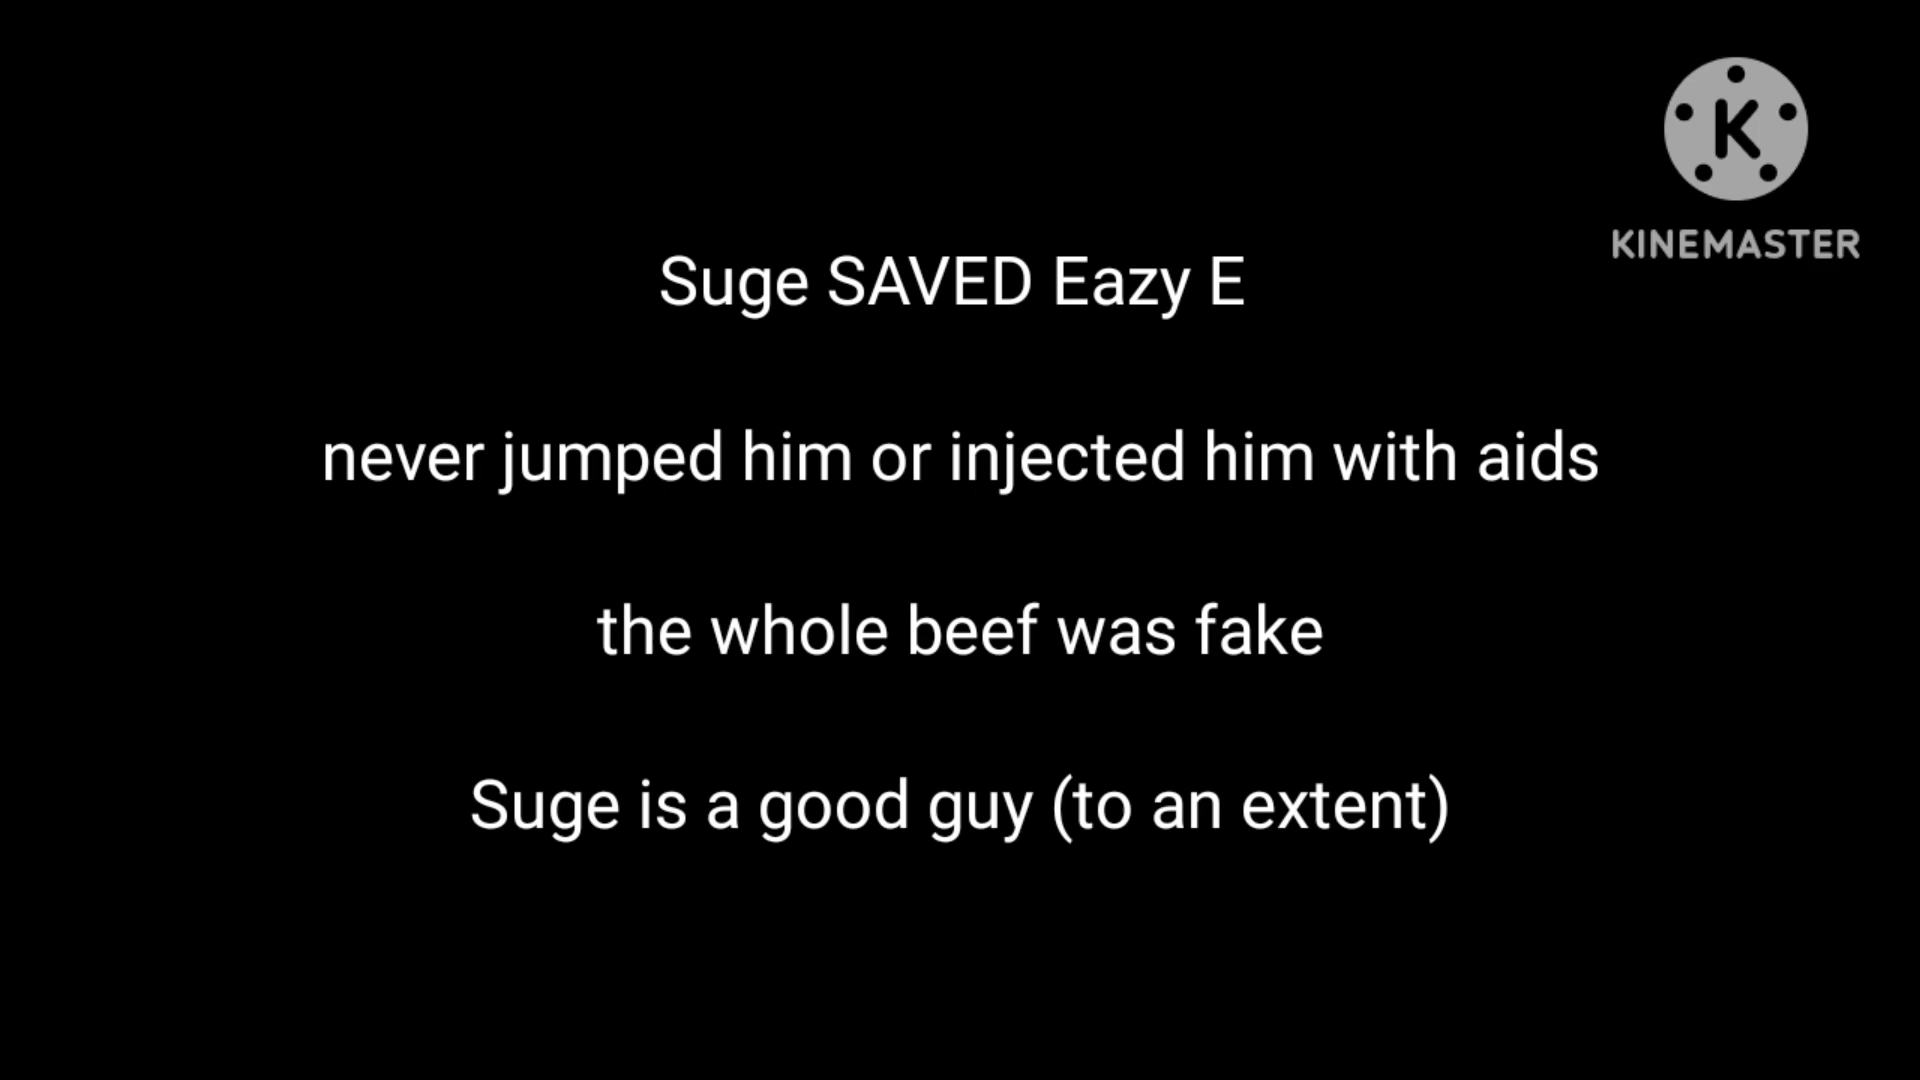 K
KINEMASTER
Suge SAVED Eazy E
never jumped him or injected him with aids
the whole beef was fake
Suge is a good guy (to an extent)